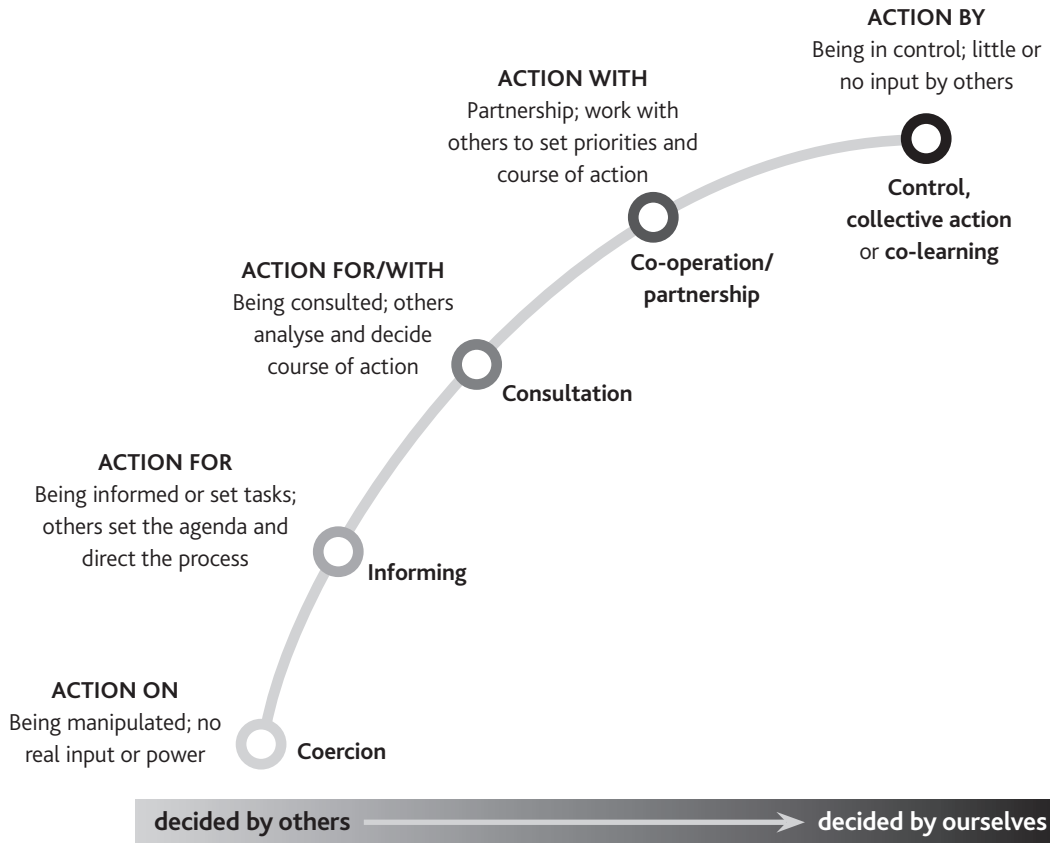 ACTION BY
Being in control; little or
no input by others
Control,
collective action
or co-learning
ACTION WITH
Partnership; work with
others to set priorities and
course of action
Co-operation/
partnership
ACTION FOR/WITH
Being consulted; others
analyse and decide
course of action
Consultation
ACTION FOR
Being informed or set tasks;
others set the agenda and
direct the process
Informing
ACTION ON
Being manipulated; no
real input or power
Coercion
decided by others
decided by ourselves